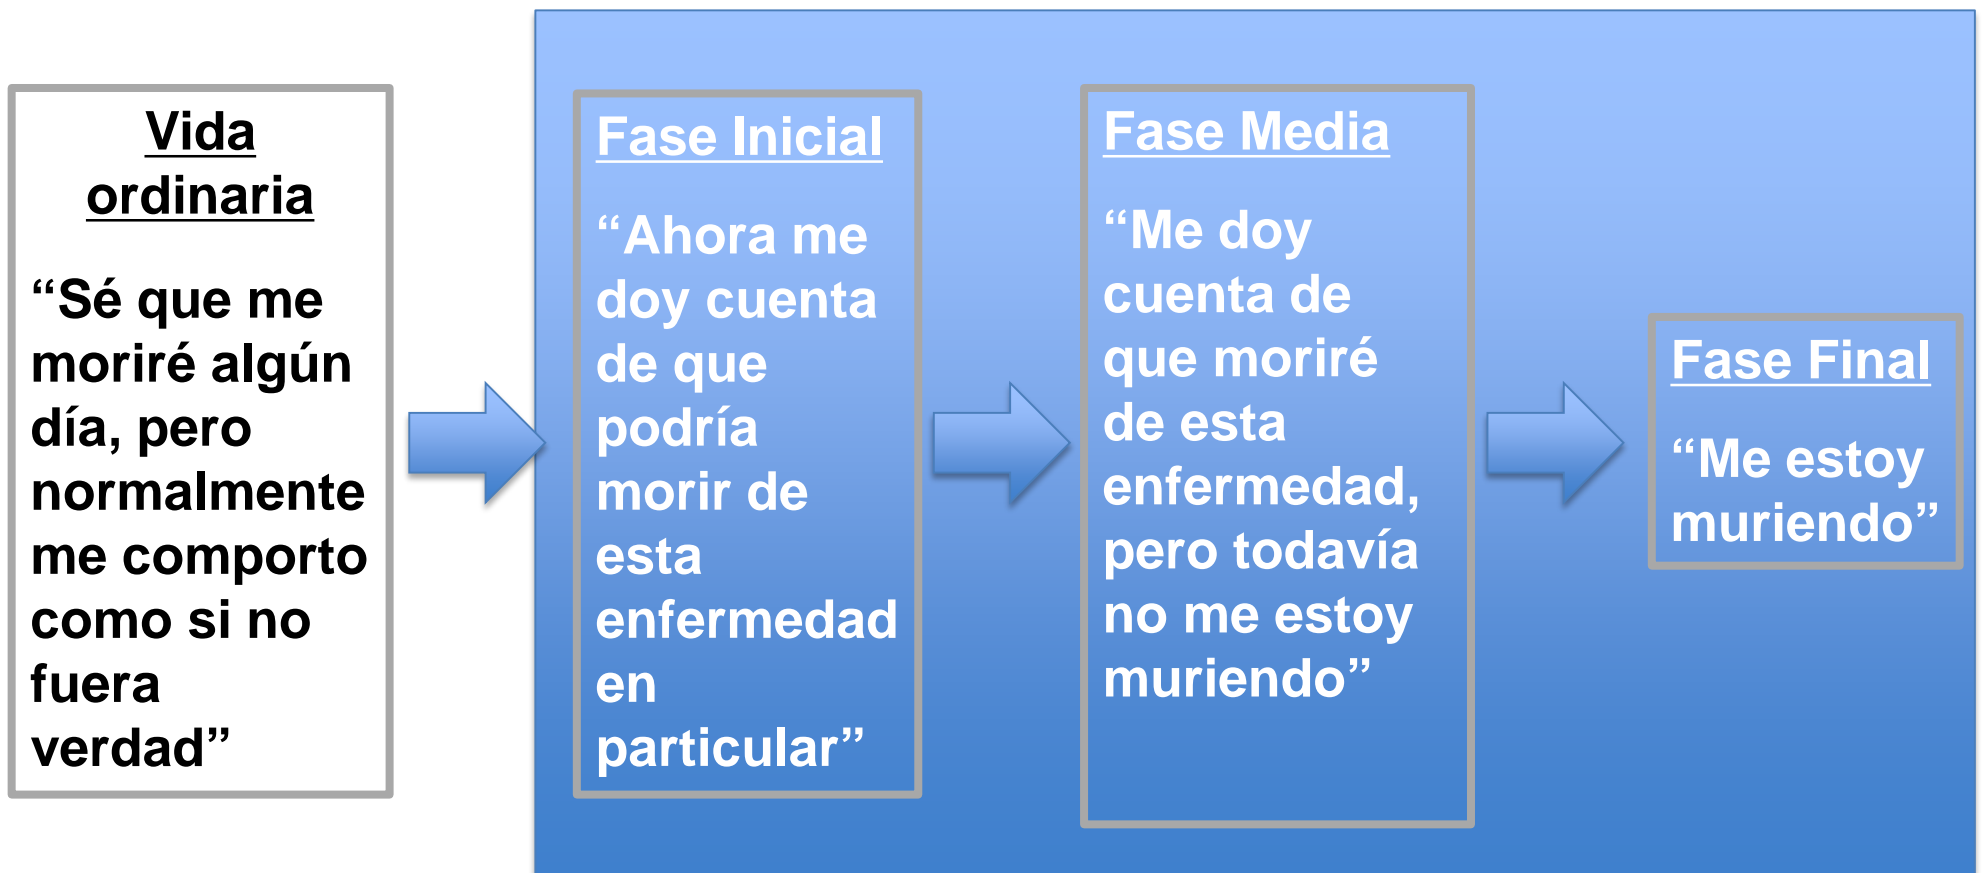 Vida
ordinaria
“Sé que me
moriré algún
día, pero
normalmente
me comporto
como si no
fuera
verdad”
Fase Inicial
“Ahora me
doy cuenta
de que
podría
morir de
esta
enfermedad
en
particular”
Fase Media
“Me doy
cuenta de
que moriré
de esta
enfermedad,
pero todavía
no me estoy
muriendo”
Fase Final
“Me estoy
muriendo”